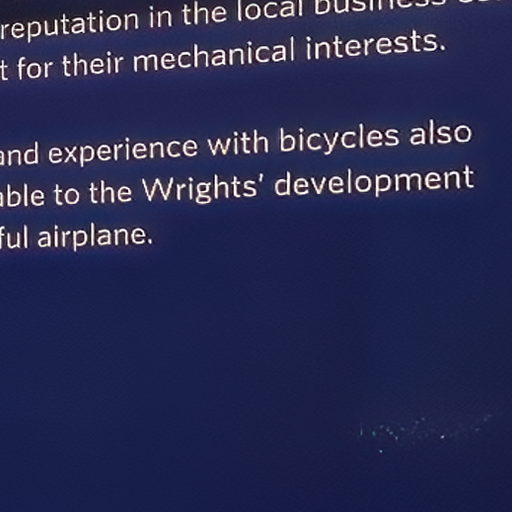 reputation in the local business
t for their mechanical interests.
and experience with bicycles also
able to the Wrights' development
ful airplane.